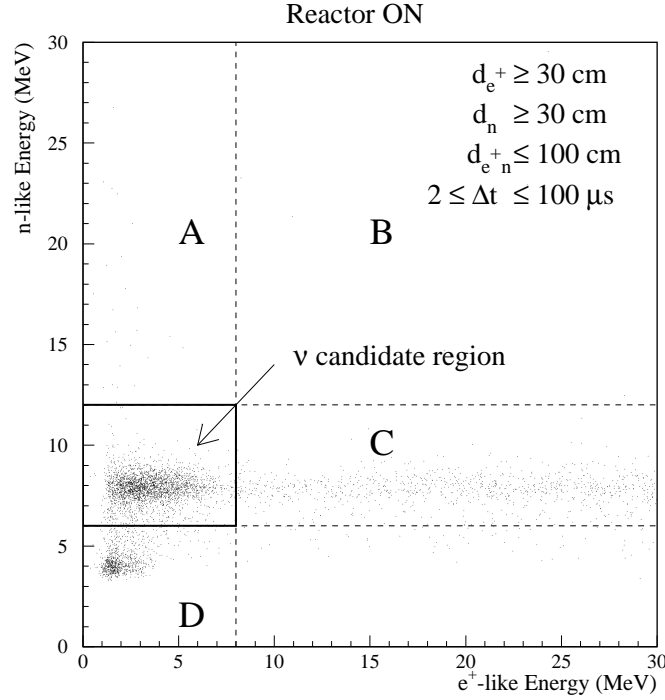 Reactor ON
n-like Energy (MeV)
30
25
20
15
10
5
0
d_e+ ≥ 30 cm
d_n ≥ 30 cm
d_e+n ≤ 100 cm
2 ≤ Δt ≤ 100 μs
A
B
ν candidate region
C
D
0 5 10 15 20 25 30
e⁺-like Energy (MeV)